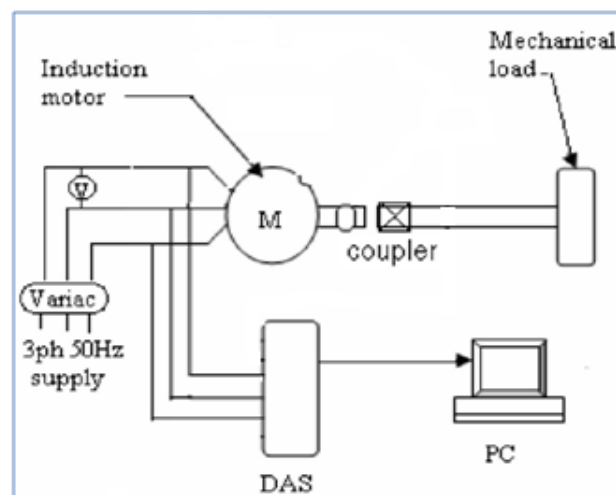 Mechanical
load
Induction
motor
V
M
coupler
Variac
3ph 50Hz
supply
DAS
PC